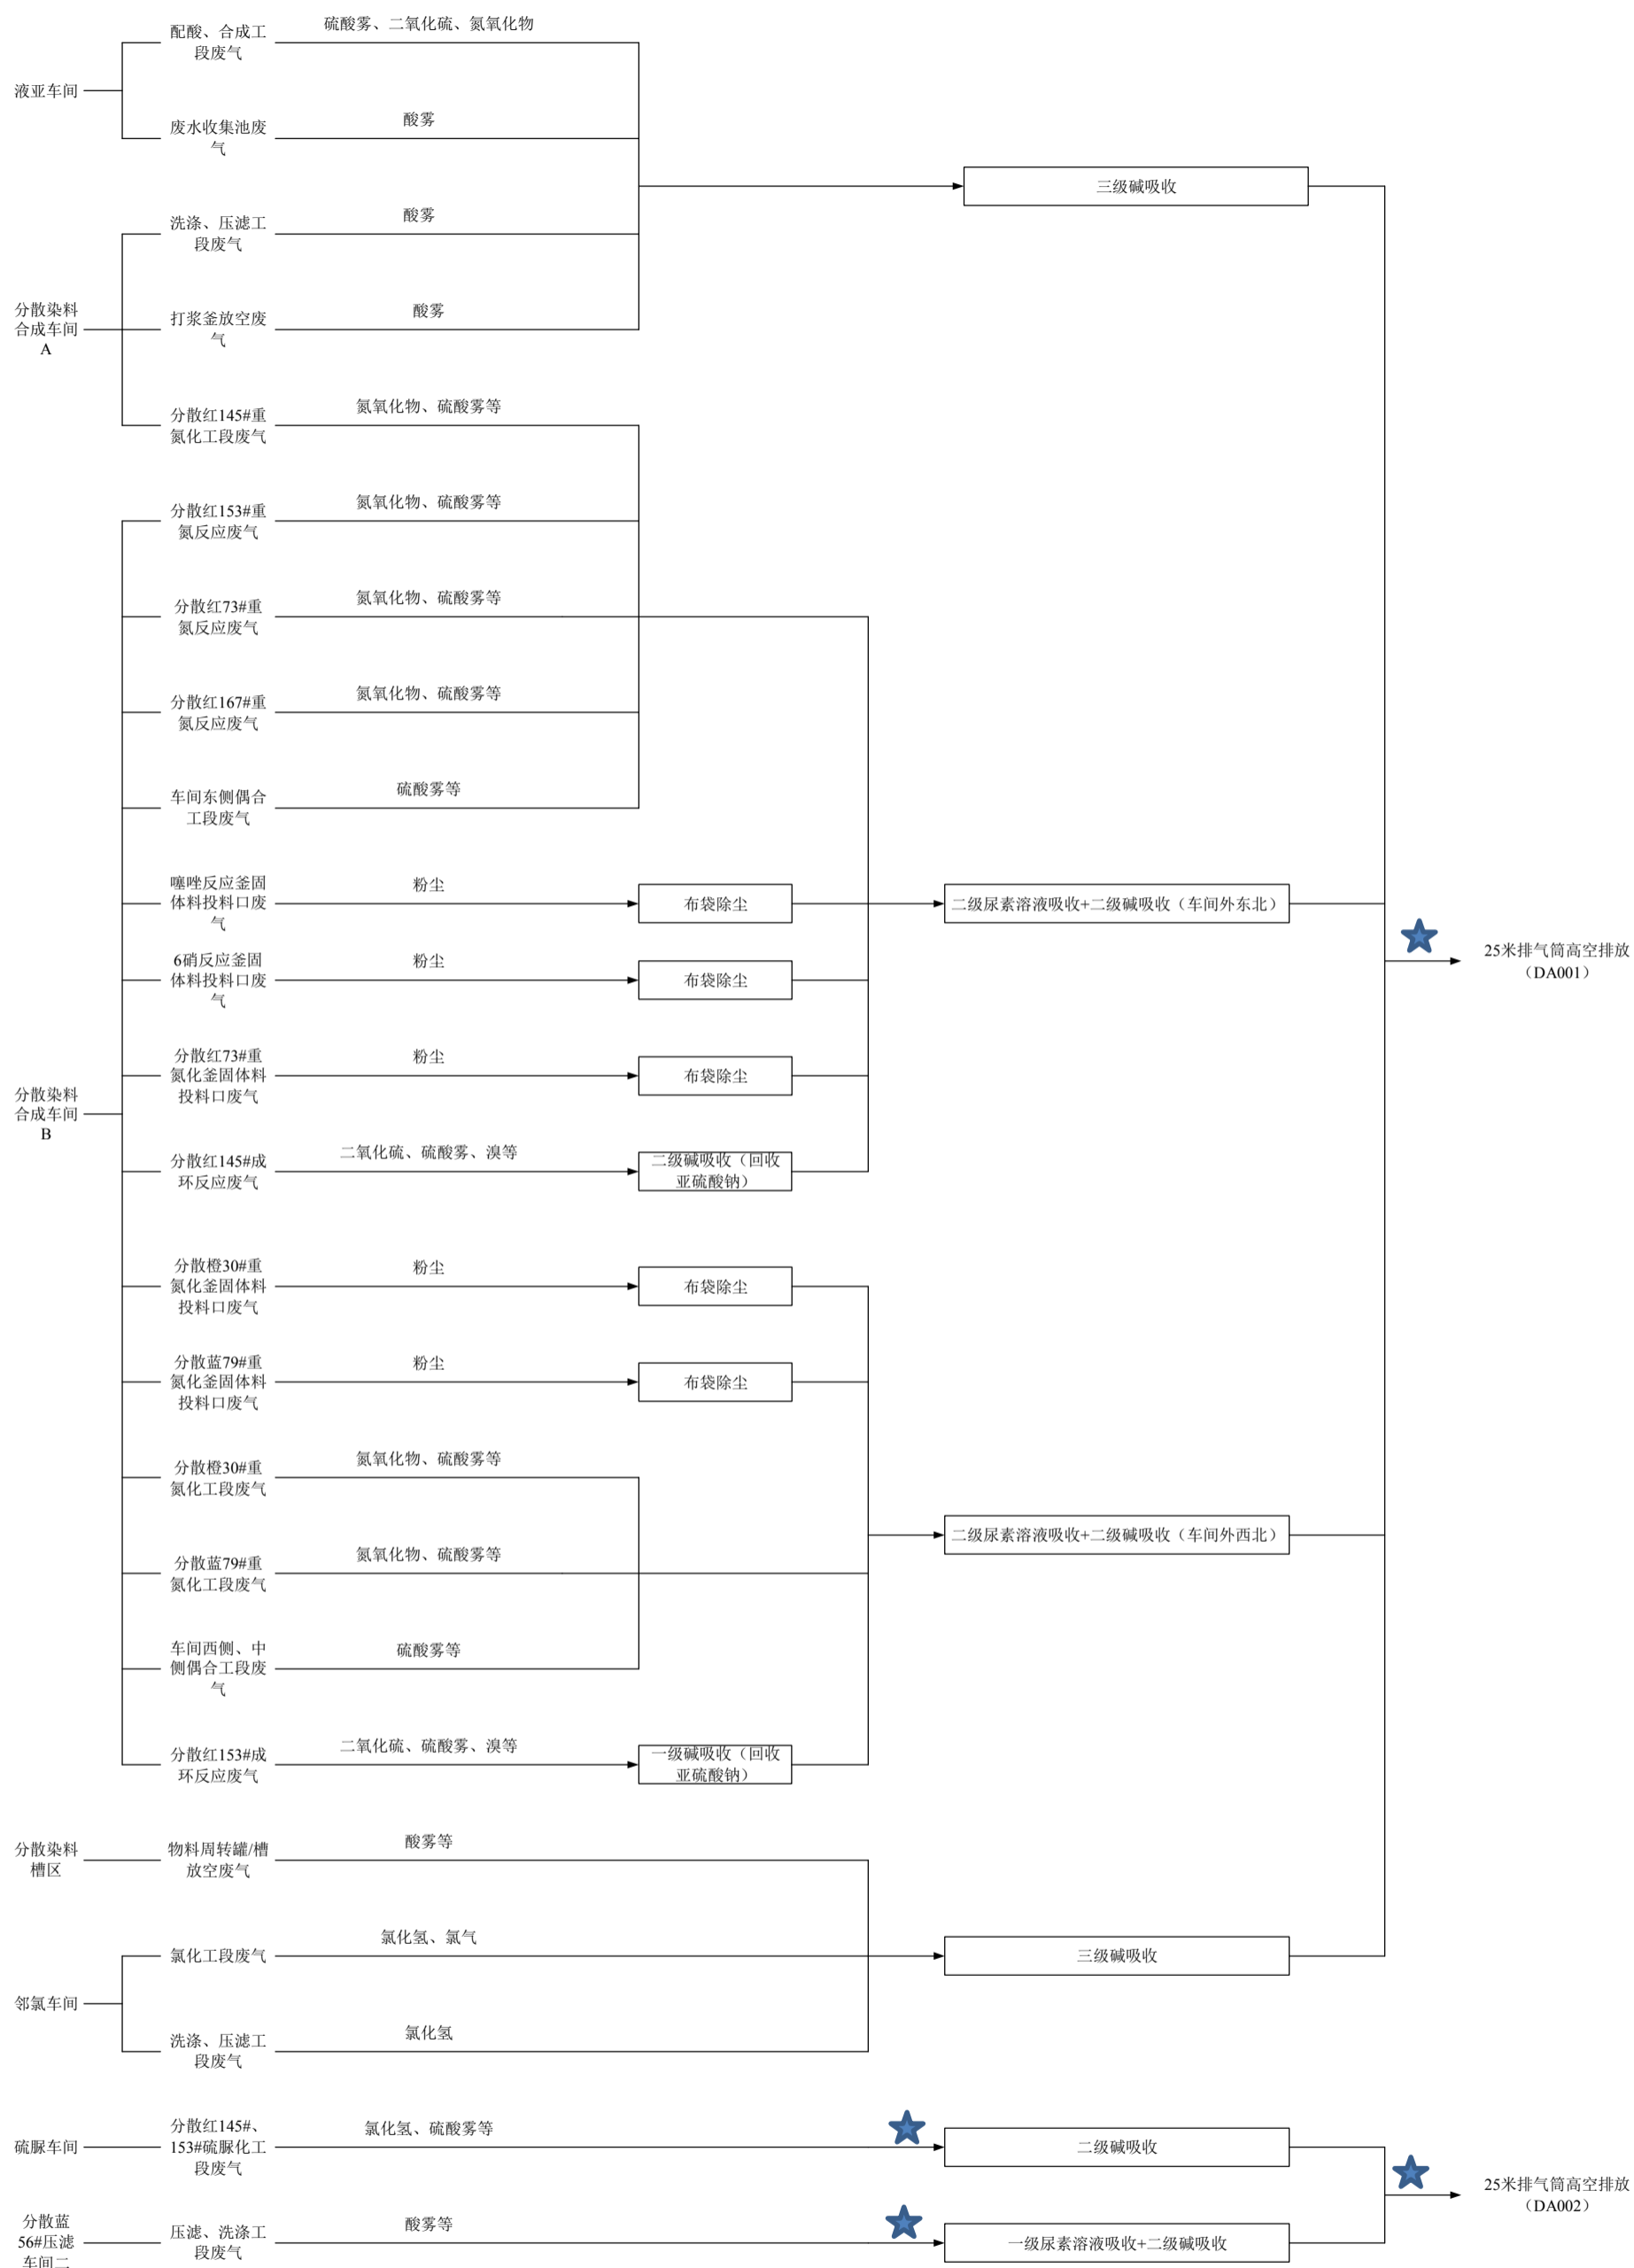 配酸、合成工
段废气
硫酸雾、二氧化硫、氮氧化物
液亚车间
废水收集池废
气
酸雾
三级碱吸收
洗涤、压滤工
段废气
酸雾
分散染料
合成车间
A
打浆釜放空废
气
酸雾
分散红145#重
氮化工段废气
氮氧化物、硫酸雾等
分散红153#重
氮反应废气
氮氧化物、硫酸雾等
分散红73#重
氮反应废气
氮氧化物、硫酸雾等
分散红167#重
氮反应废气
氮氧化物、硫酸雾等
车间东侧偶合
工段废气
硫酸雾等
噻唑反应釜固
体料投料口废
气
粉尘
布袋除尘
二级尿素溶液吸收+二级碱吸收（车间外东北）
25米排气筒高空排放
（DA001）
6硝反应釜固
体料投料口废
气
粉尘
布袋除尘
分散红73#重
氮化釜固体料
投料口废气
粉尘
布袋除尘
分散染料
合成车间
B
分散红145#成
环反应废气
二氧化硫、硫酸雾、溴等
二级碱吸收（回收
亚硫酸钠）
分散橙30#重
氮化釜固体料
投料口废气
粉尘
布袋除尘
分散蓝79#重
氮化釜固体料
投料口废气
粉尘
布袋除尘
分散橙30#重
氮化工段废气
氮氧化物、硫酸雾等
二级尿素溶液吸收+二级碱吸收（车间外西北）
分散蓝79#重
氮化工段废气
氮氧化物、硫酸雾等
车间西侧、中
侧偶合工段废
气
硫酸雾等
分散红153#成
环反应废气
二氧化硫、硫酸雾、溴等
一级碱吸收（回收
亚硫酸钠）
分散染料
槽区
物料周转罐/槽
放空废气
酸雾等
氯化工段废气
氯化氢、氯气
三级碱吸收
邻氯车间
洗涤、压滤工
段废气
氯化氢
硫脲车间
分散红145#、
153#硫脲化工
段废气
氯化氢、硫酸雾等
二级碱吸收
25米排气筒高空排放
（DA002）
分散蓝
56#压滤
车间二
压滤、洗涤工
段废气
酸雾等
一级尿素溶液吸收+二级碱吸收